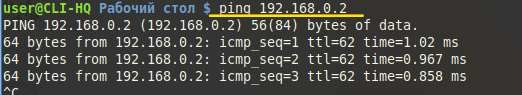 user@CLI-HQ Рабочий стол $ ping 192.168.0.2
PING 192.168.0.2 (192.168.0.2) 56(84) bytes of data.
64 bytes from 192.168.0.2: icmp_seq=1 ttl=62 time=1.02 ms
64 bytes from 192.168.0.2: icmp_seq=2 ttl=62 time=0.967 ms
64 bytes from 192.168.0.2: icmp_seq=3 ttl=62 time=0.858 ms
^C